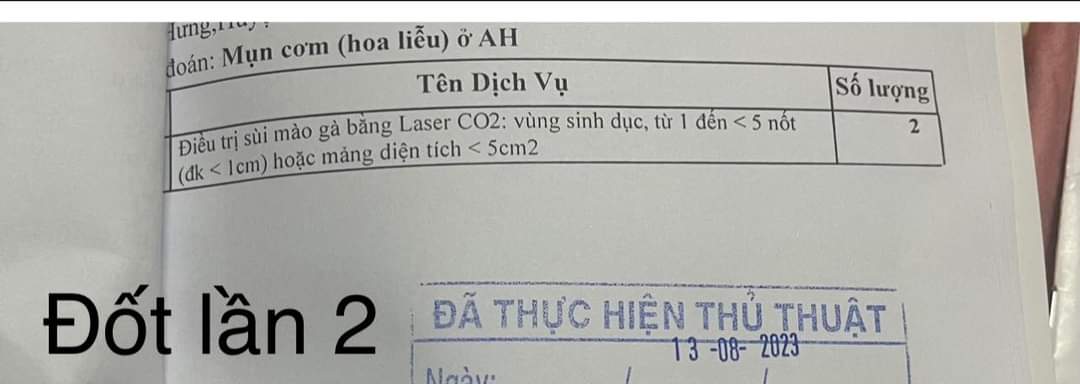 đoán: Mụn cơm (hoa liễu) ở AH
Tên Dịch Vụ
Số lượng
Điều trị sùi mào gà bằng Laser CO2: vùng sinh dục, từ 1 đến < 5 nốt
2
(đk < 1cm) hoặc mảng diện tích < 5cm2
Đốt lần 2
ĐÃ THỰC HIỆN THỦ THUẬT
13 -08- 2023
Ngày: / /